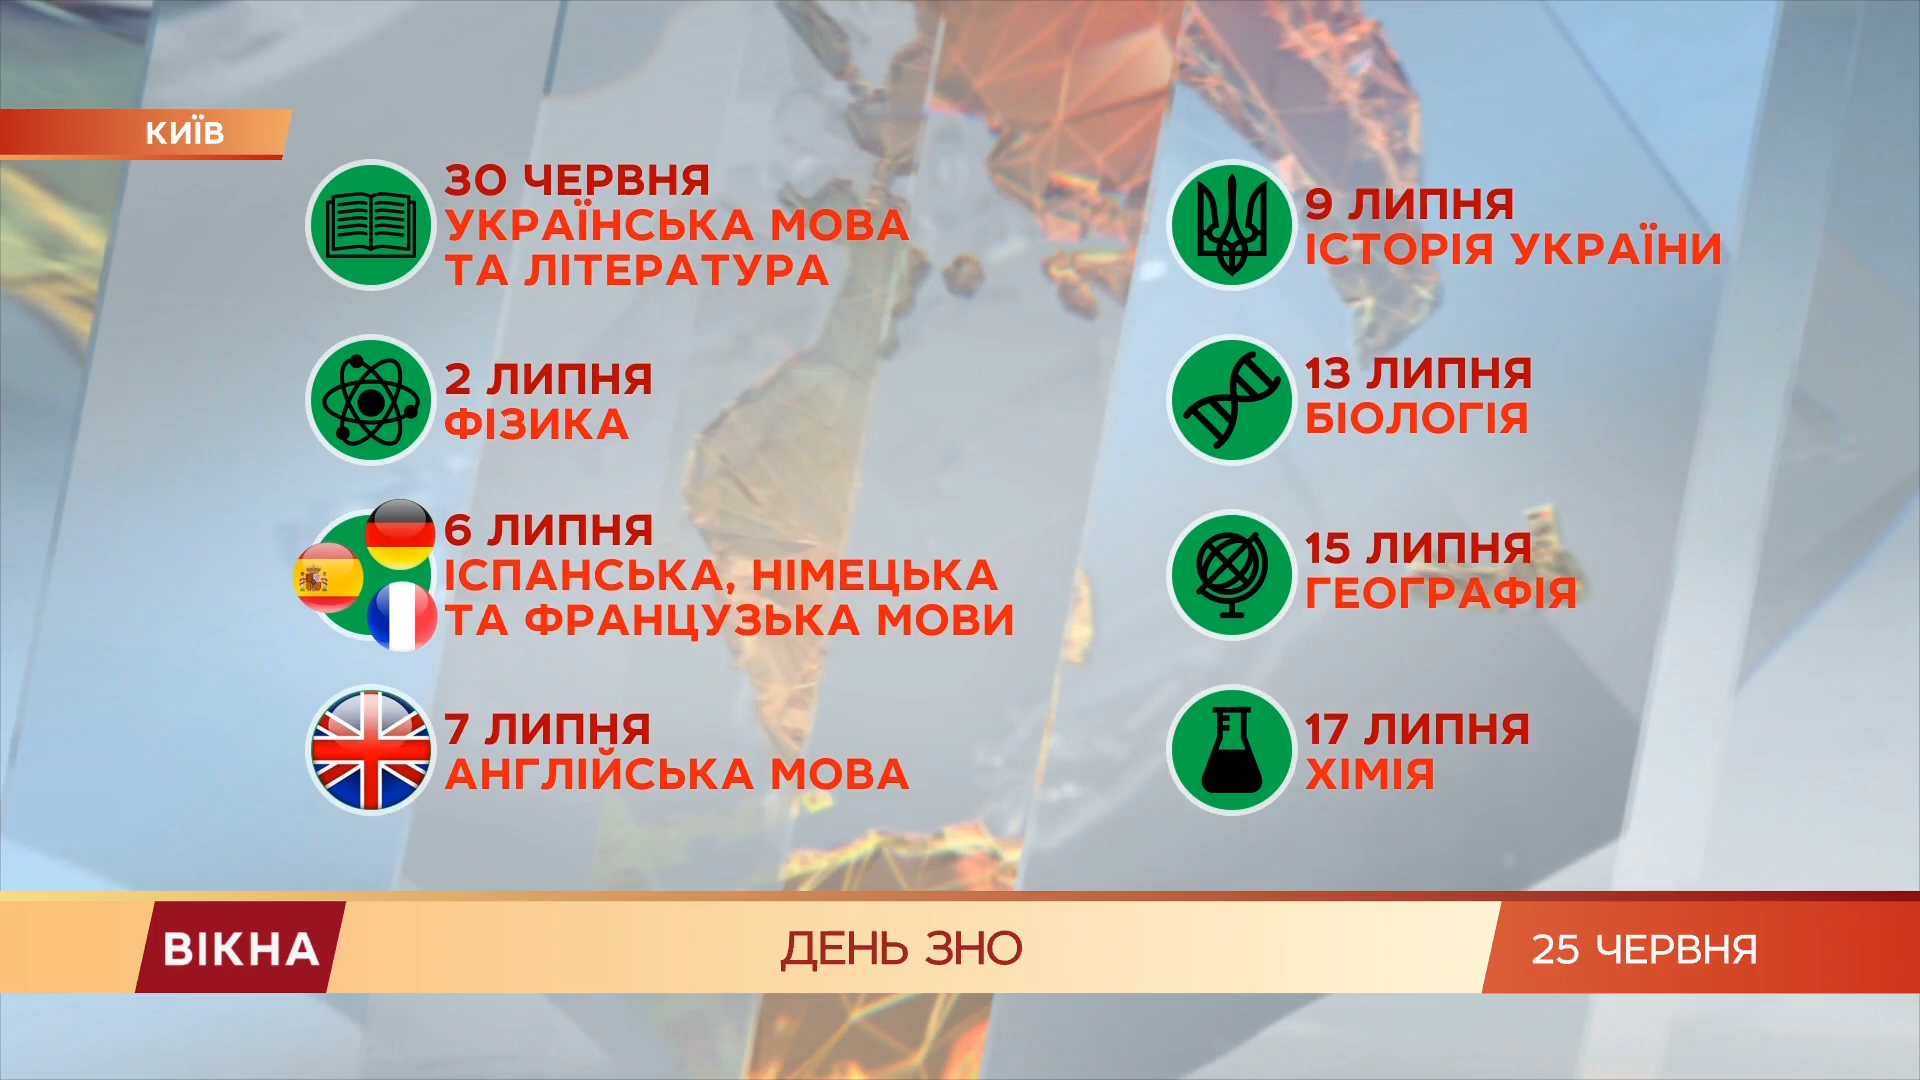 КИЇВ
30 ЧЕРВНЯ
УКРАЇНСЬКА МОВА
ТА ЛІТЕРАТУРА
2 ЛИПНЯ
ФІЗИКА
6 ЛИПНЯ
ІСПАНСЬКА, НІМЕЦЬКА
ТА ФРАНЦУЗЬКА МОВИ
7 ЛИПНЯ
АНГЛІЙСЬКА МОВА
9 ЛИПНЯ
ІСТОРІЯ УКРАЇНИ
13 ЛИПНЯ
БІОЛОГІЯ
15 ЛИПНЯ
ГЕОГРАФІЯ
17 ЛИПНЯ
ХІМІЯ
ВІКНА
ДЕНЬ ЗНО
25 ЧЕРВНЯ